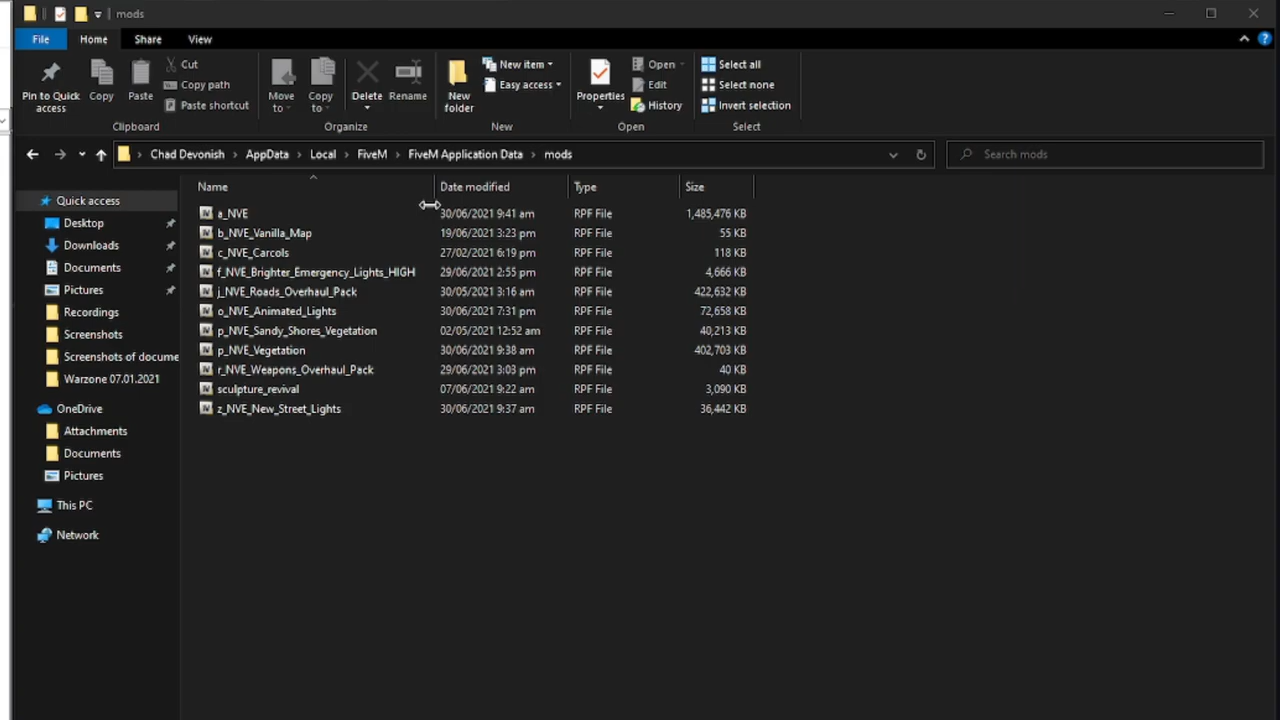 mods
File Home Share View
Pin to Quick access
Copy
Paste
Cut
Copy path
Paste shortcut
Clipboard
Move to
Copy to
Delete
Rename
Organize
New folder
New item
Easy access
New
Properties
Open
Edit
History
Open
Select all
Select none
Invert selection
Select
Chad Devonish › AppData › Local › FiveM › FiveM Application Data › mods
Search mods
Quick access
Desktop
Downloads
Documents
Pictures
Recordings
Screenshots
Screenshots of docume
Warzone 07.01.2021
OneDrive
Attachments
Documents
Pictures
This PC
Network
Name Date modified Type Size
a_NVE 30/06/2021 9:41 am RPF File 1,485,476 KB
b_NVE_Vanilla_Map 19/06/2021 3:23 pm RPF File 55 KB
c_NVE_Carcols 27/02/2021 6:19 pm RPF File 118 KB
f_NVE_Brighter_Emergency_Lights_HIGH 29/06/2021 2:55 pm RPF File 4,666 KB
j_NVE_Roads_Overhaul_Pack 30/05/2021 3:16 am RPF File 422,632 KB
o_NVE_Animated_Lights 30/06/2021 7:31 pm RPF File 72,658 KB
p_NVE_Sandy_Shores_Vegetation 02/05/2021 12:52 am RPF File 40,213 KB
p_NVE_Vegetation 30/06/2021 9:38 am RPF File 402,703 KB
r_NVE_Weapons_Overhaul_Pack 29/06/2021 3:03 pm RPF File 40 KB
sculpture_revival 07/06/2021 9:22 am RPF File 3,090 KB
z_NVE_New_Street_Lights 30/06/2021 9:37 am RPF File 36,442 KB